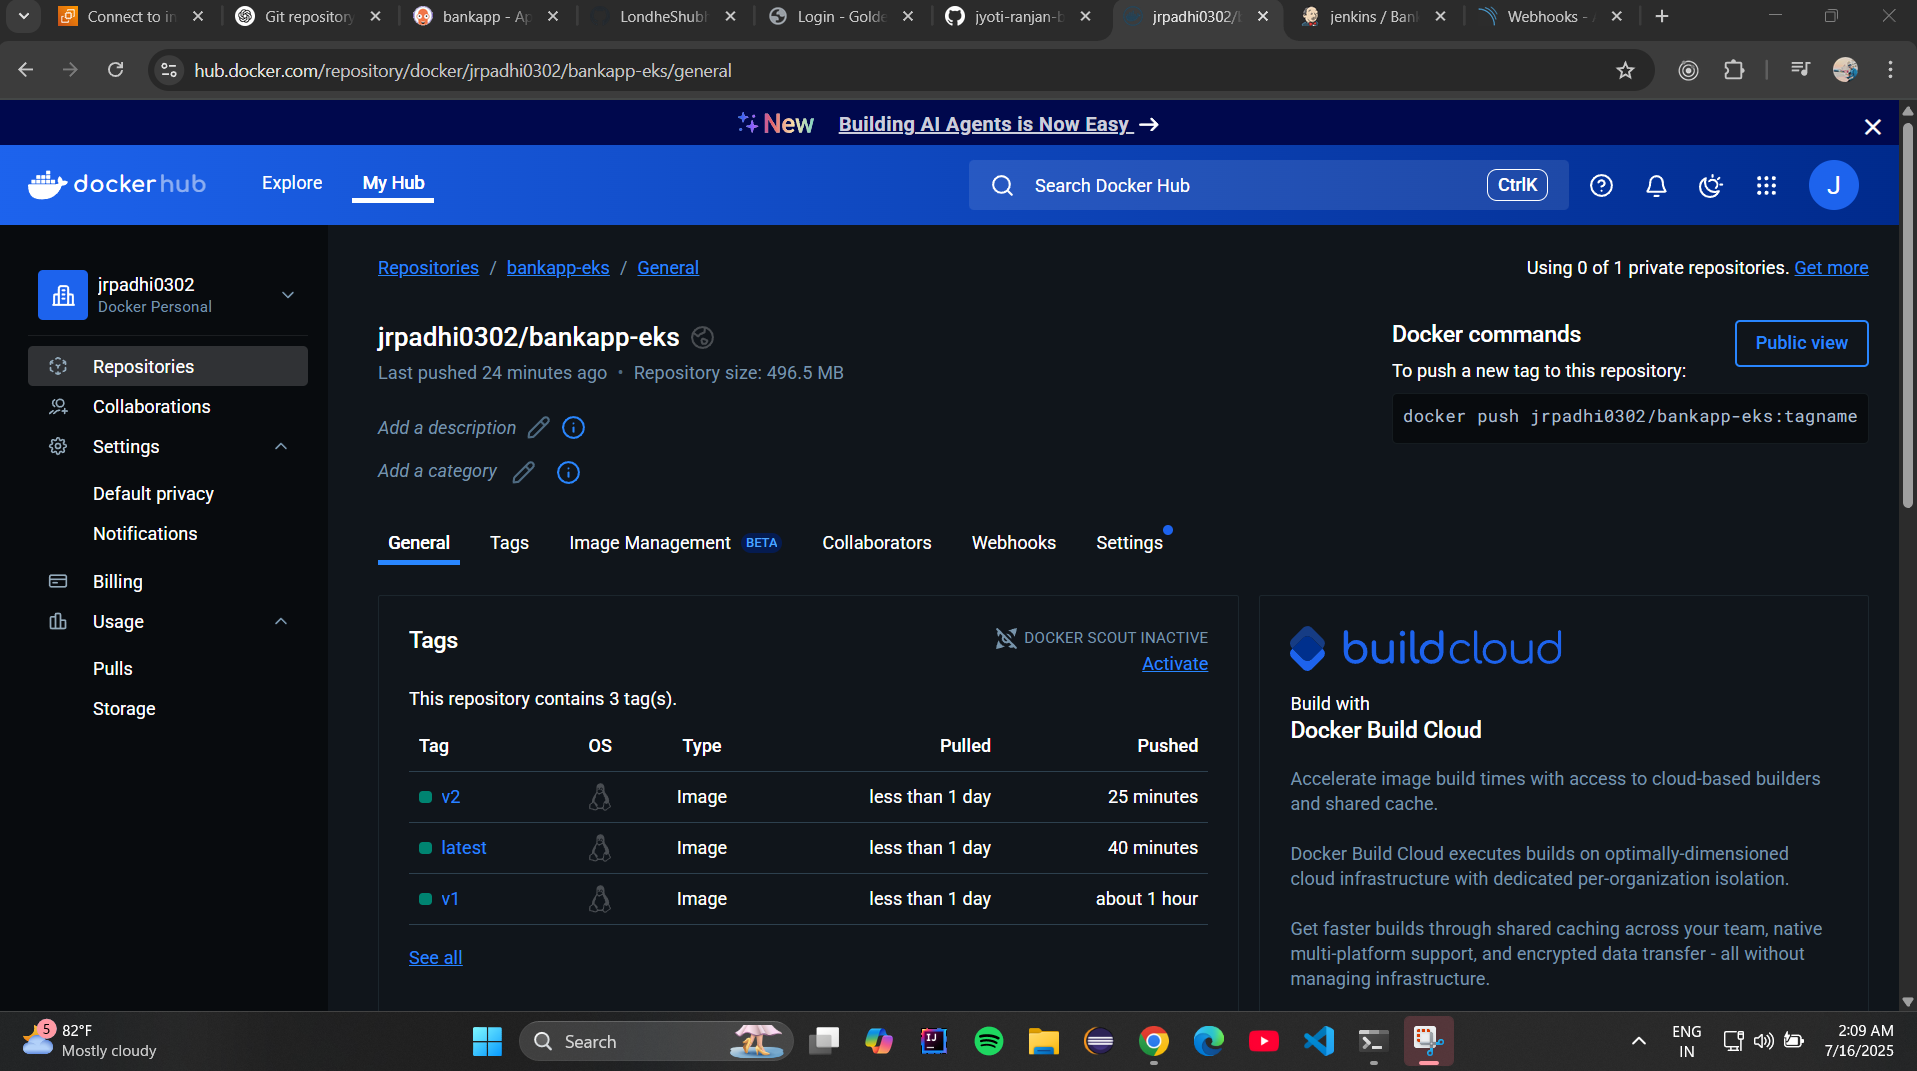 Connect to in
Git repository
bankapp - Ap
LondheShubh
Login - Golde
jyoti-ranjan-b
jrpadhi0302/b
jenkins / Ban
Webhooks - A
hub.docker.com/repository/docker/jrpadhi0302/bankapp-eks/general
New Building AI Agents is Now Easy →
dockerhub
Explore
My Hub
Search Docker Hub
CtrlK
J
jrpadhi0302
Docker Personal
Repositories
Collaborations
Settings
Default privacy
Notifications
Billing
Usage
Pulls
Storage
Repositories / bankapp-eks / General
Using 0 of 1 private repositories. Get more
jrpadhi0302/bankapp-eks
Last pushed 24 minutes ago • Repository size: 496.5 MB
Add a description
Add a category
Docker commands
Public view
To push a new tag to this repository:
docker push jrpadhi0302/bankapp-eks:tagname
General
Tags
Image Management BETA
Collaborators
Webhooks
Settings
Tags
DOCKER SCOUT INACTIVE
Activate
This repository contains 3 tag(s).
Tag OS Type Pulled Pushed
v2 Image less than 1 day 25 minutes
latest Image less than 1 day 40 minutes
v1 Image less than 1 day about 1 hour
See all
buildcloud
Build with
Docker Build Cloud
Accelerate image build times with access to cloud-based builders
and shared cache.
Docker Build Cloud executes builds on optimally-dimensioned
cloud infrastructure with dedicated per-organization isolation.
Get faster builds through shared caching across your team, native
multi-platform support, and encrypted data transfer - all without
managing infrastructure.
5
82°F
Mostly cloudy
Search
IJ
ENG
IN
2:09 AM
7/16/2025